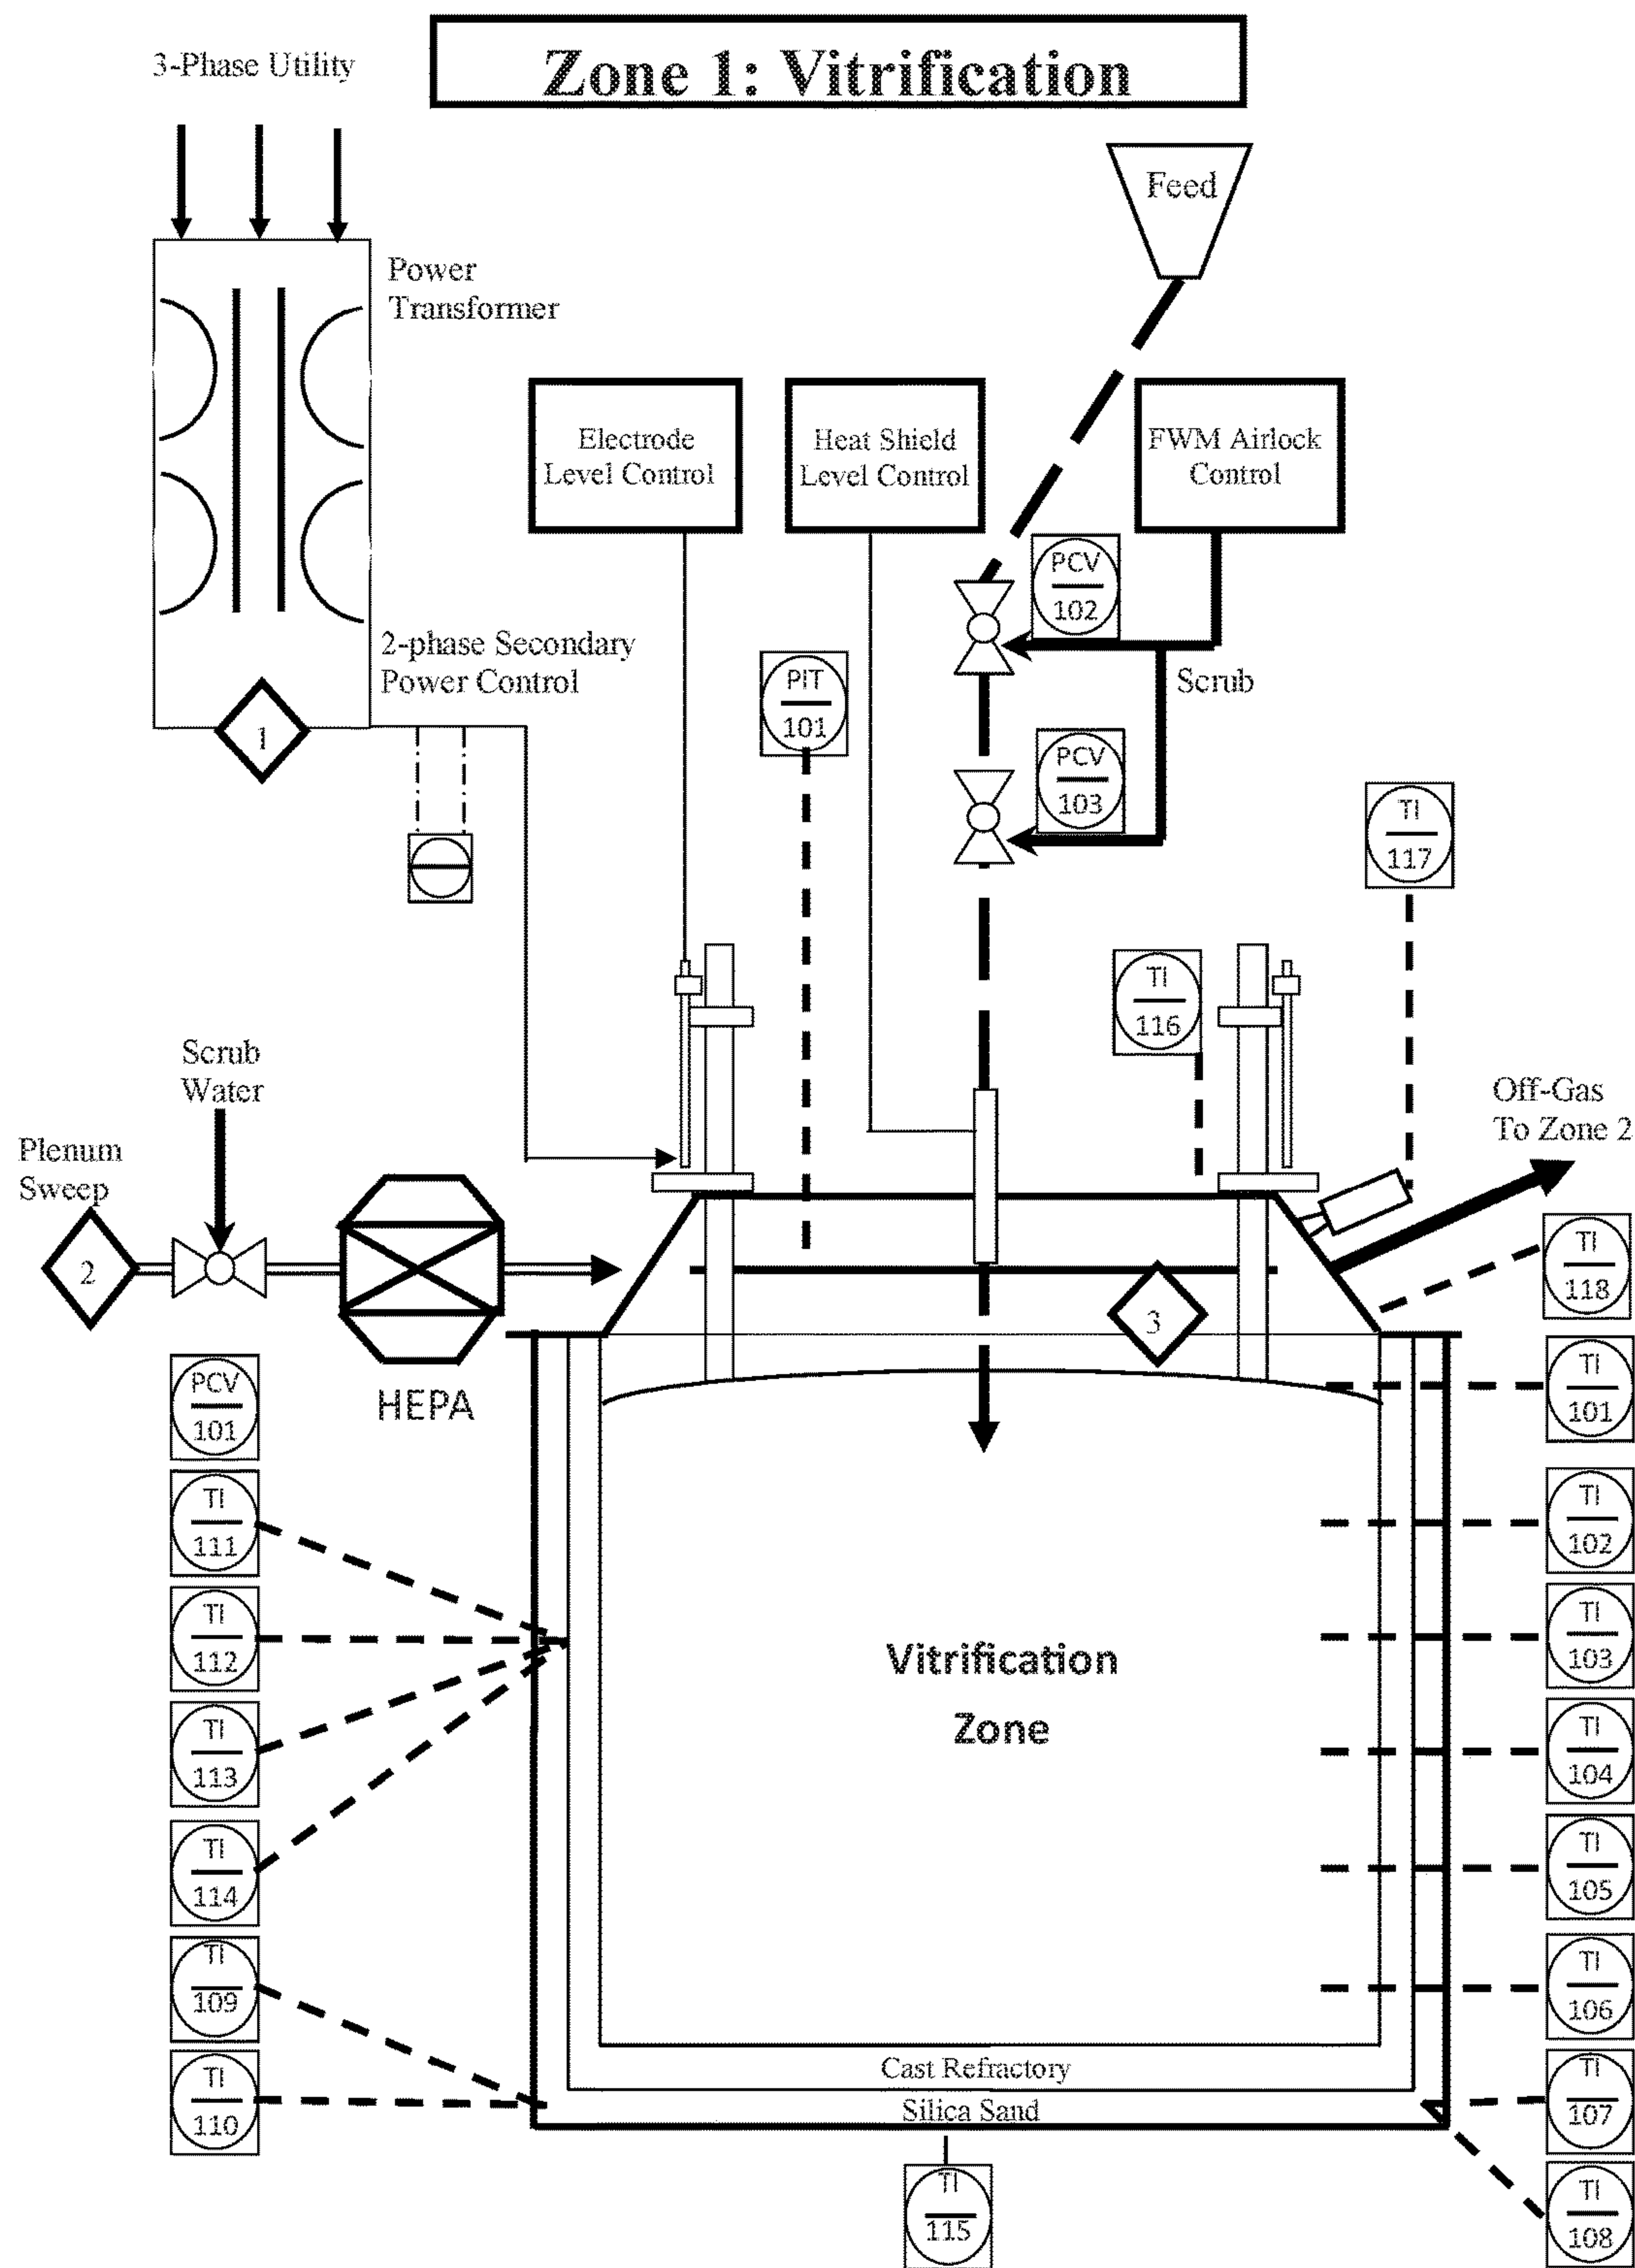 Zone 1: Vitrification
3-Phase Utility
Feed
Power
Transformer
Electrode
Level Control
Heat Shield
Level Control
FWM Airlock
Control
PCV
102
2-phase Secondary
Power Control
1
PIT
101
Scrub
PCV
103
TI
117
TI
116
Scrub
Water
Off-Gas
To Zone 2
Plenum
Sweep
2
3
TI
118
HEPA
PCV
101
TI
101
TI
111
TI
102
TI
112
TI
103
Vitrification
Zone
TI
113
TI
104
TI
114
TI
105
TI
109
TI
106
Cast Refractory
Silica Sand
TI
110
TI
107
TI
115
TI
108